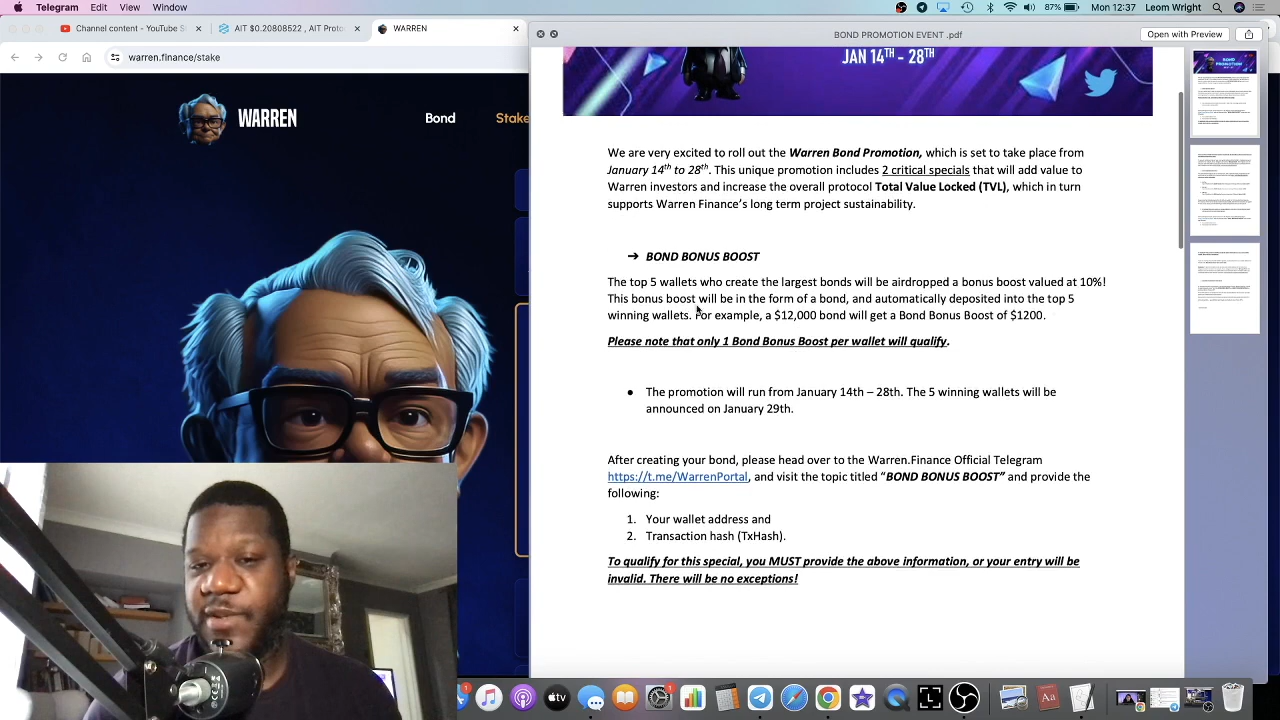 Telegram Edit View Window 87% Mon 12:37 Leom Wright
Channel content - YouTube S AIT $0.20808522 , AIT Proto WARREN
BOND PROMOTION EVENT .pdf
Open with Preview
warren.finance/stake
JAN 14TH - 28TH
WARREN
Bond Stake
We are very excited to roll out the Warren Bond Promotion, which is set to take place from
January 14th to 28th. This unique promotion includes 2 critical specials that will add value to
Warren investors and increase Warren protocol Toal Value Locked (TVL), which in turn
supports Warren Finance's long-term project sustainability.
➔ BOND BONUS BOOST
The top 5 wallets who create the largest bonds will be airdropped a bonus boost valued at 10%!
This bonus boost will be in the form of Warren and be deposited into the top 5
winning wallets. For example, a $12,000 bond will get a Bond Bonus Boost of $1200.
Please note that only 1 Bond Bonus Boost per wallet will qualify.
● The promotion will run from January 14th – 28th. The 5 winning wallets will be
announced on January 29th.
After creating your bond, please head over to the Warren.Finance Official Telegram
https://t.me/WarrenPortal, and visit the topic titled “BOND BONUS BOOST” and provide the
following:
1. Your wallet address and
2. Transaction hash (TxHash).
To qualify for this special, you MUST provide the above information, or your entry will be
invalid. There will be no exceptions!